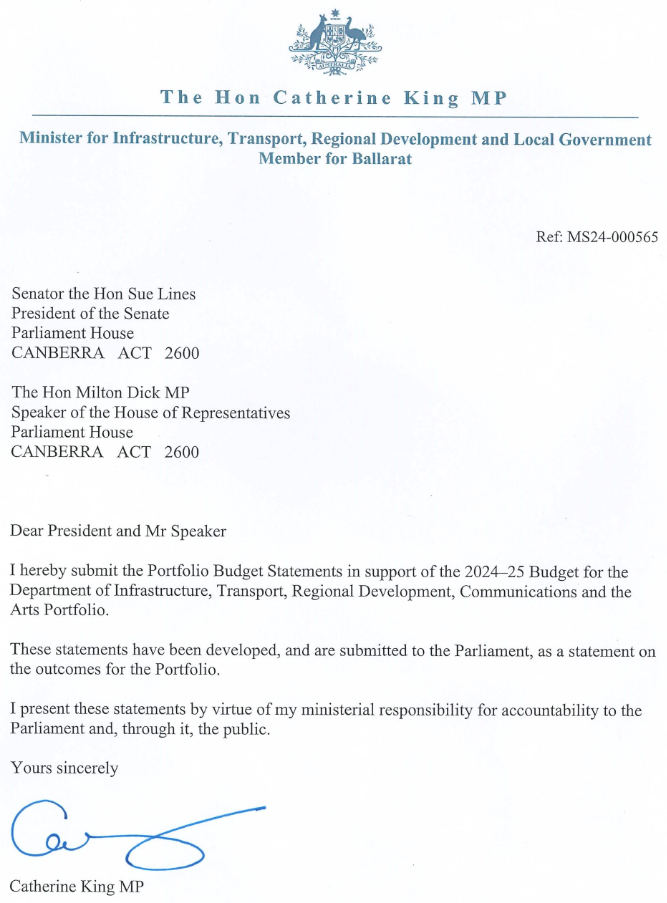 The Hon Catherine King MP
Minister for Infrastructure, Transport, Regional Development and Local Government
Member for Ballarat
Ref: MS24-000565
Senator the Hon Sue Lines
President of the Senate
Parliament House
CANBERRA ACT 2600
The Hon Milton Dick MP
Speaker of the House of Representatives
Parliament House
CANBERRA ACT 2600
Dear President and Mr Speaker
I hereby submit the Portfolio Budget Statements in support of the 2024–25 Budget for the
Department of Infrastructure, Transport, Regional Development, Communications and the
Arts Portfolio.
These statements have been developed, and are submitted to the Parliament, as a statement on
the outcomes for the Portfolio.
I present these statements by virtue of my ministerial responsibility for accountability to the
Parliament and, through it, the public.
Yours sincerely
Catherine King MP